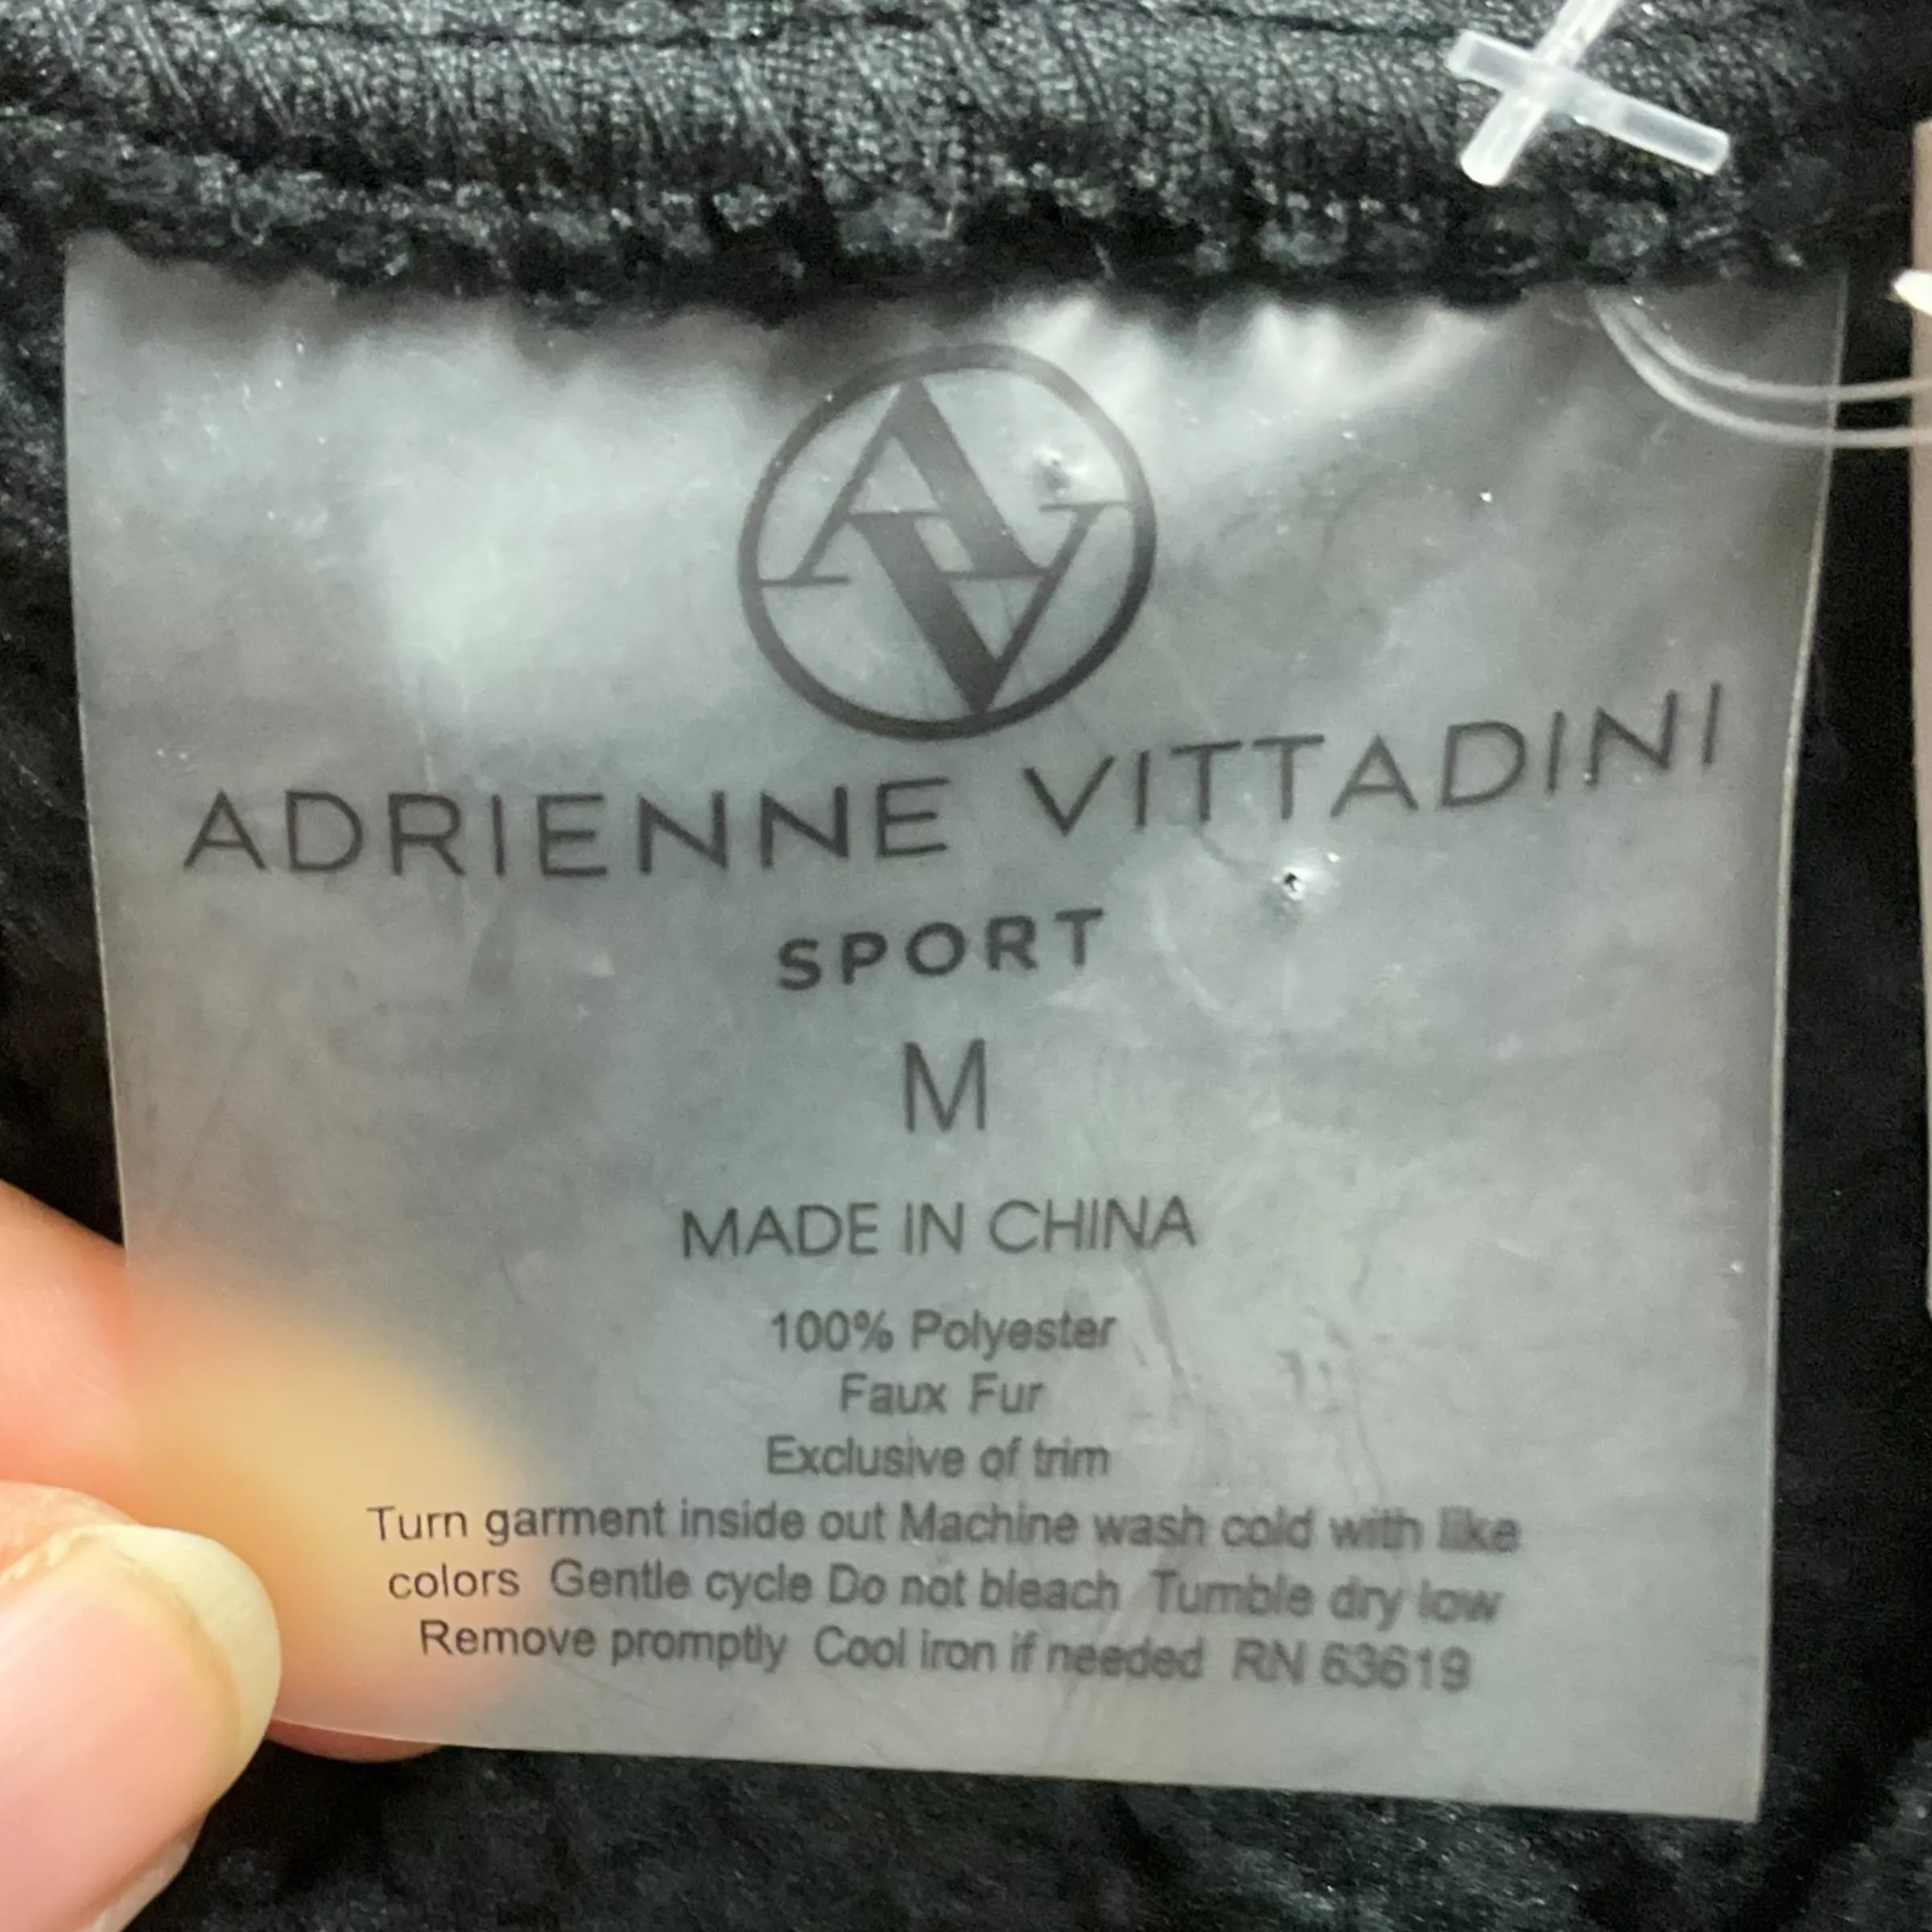 AV
ADRIENNE VITTADINI
SPORT
M
MADE IN CHINA
100% Polyester
Faux Fur
Exclusive of trim
Turn garment inside out Machine wash cold with like
colors Gentle cycle Do not bleach Tumble dry low
Remove promptly Cool iron if needed RN 63619